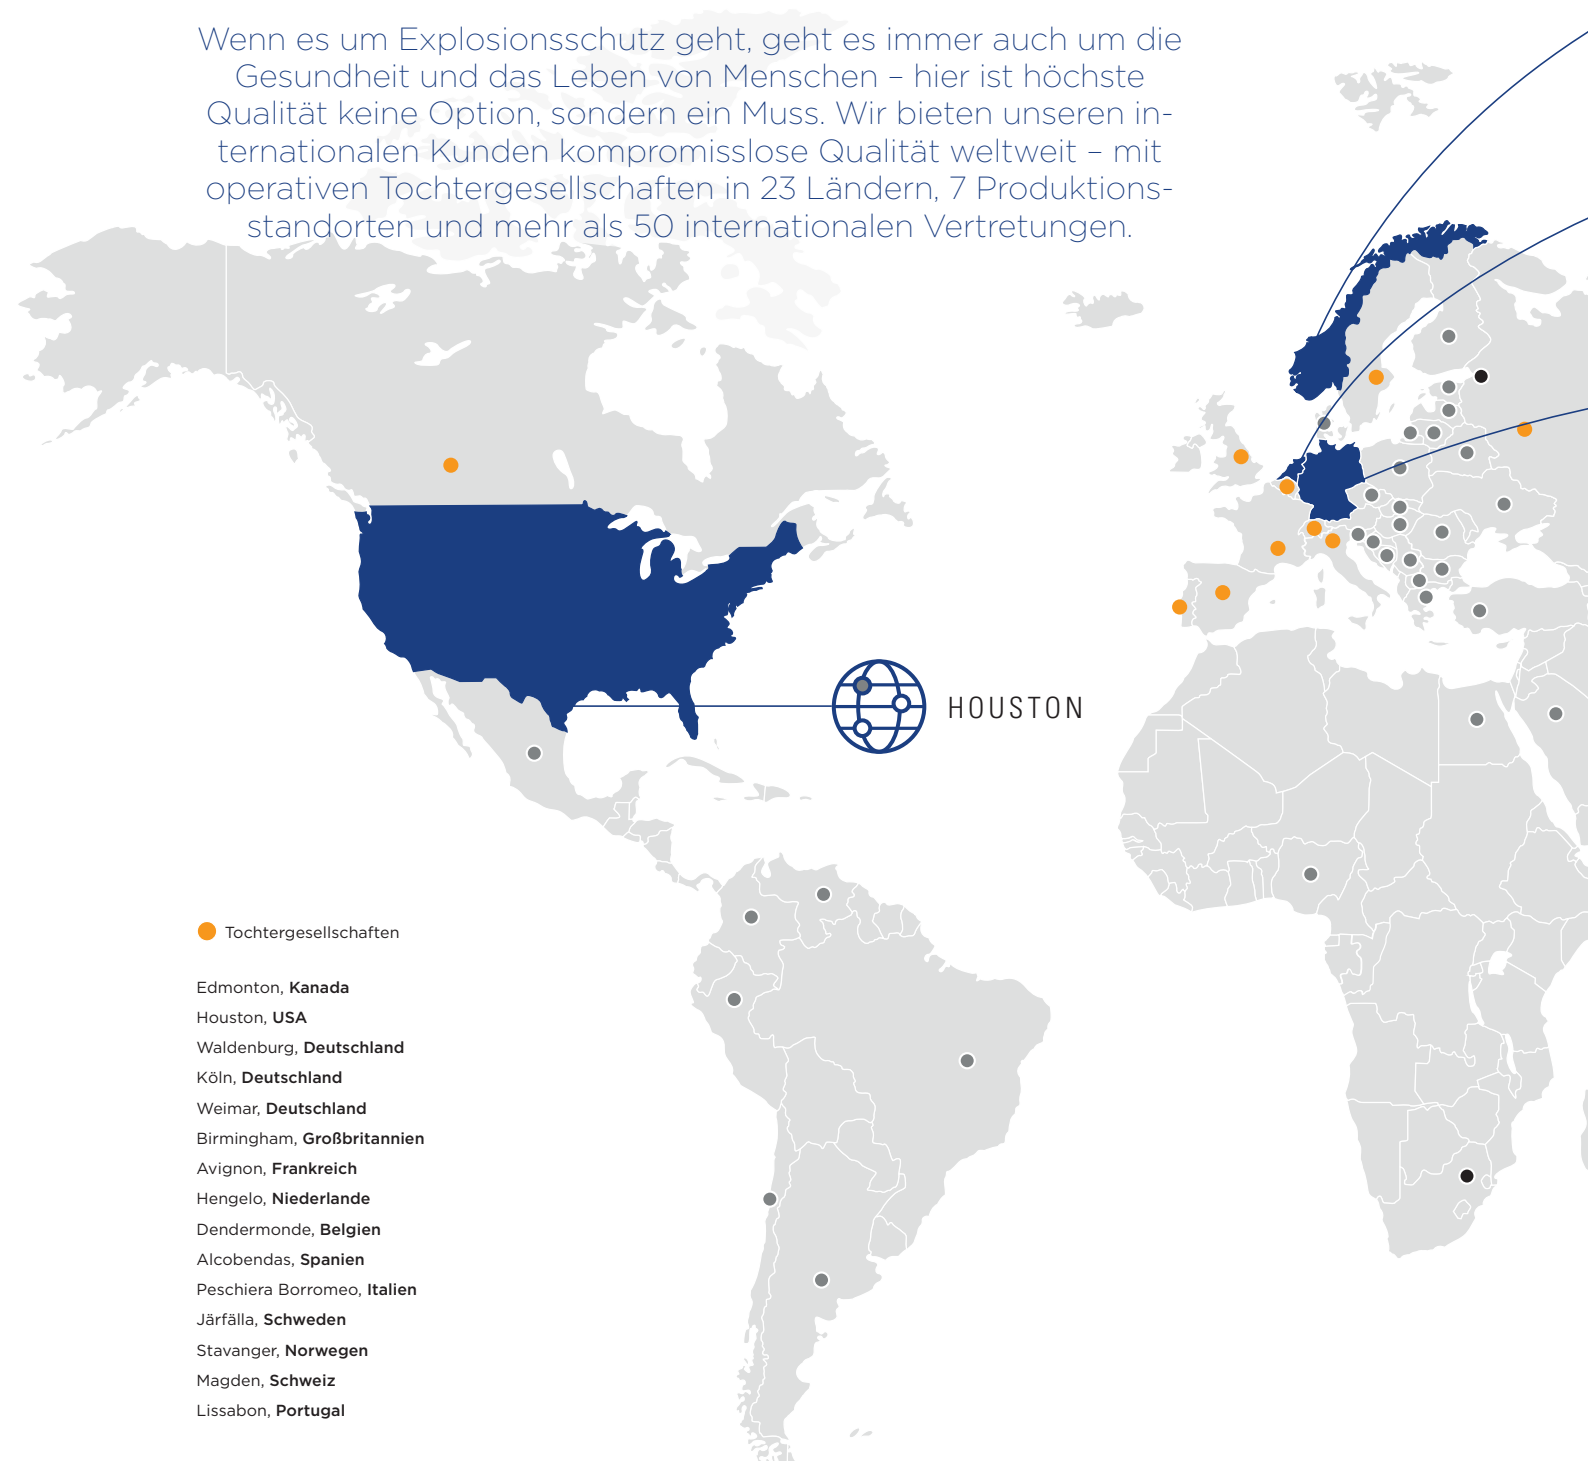 Wenn es um Explosionsschutz geht, geht es immer auch um die
Gesundheit und das Leben von Menschen – hier ist höchste
Qualität keine Option, sondern ein Muss. Wir bieten unseren in-
ternationalen Kunden kompromisslose Qualität weltweit – mit
operativen Tochtergesellschaften in 23 Ländern, 7 Produktions-
standorten und mehr als 50 internationalen Vertretungen.
HOUSTON
Tochtergesellschaften
Edmonton, Kanada
Houston, USA
Waldenburg, Deutschland
Köln, Deutschland
Weimar, Deutschland
Birmingham, Großbritannien
Avignon, Frankreich
Hengelo, Niederlande
Dendermonde, Belgien
Alcobendas, Spanien
Peschiera Borromeo, Italien
Järfälla, Schweden
Stavanger, Norwegen
Magden, Schweiz
Lissabon, Portugal